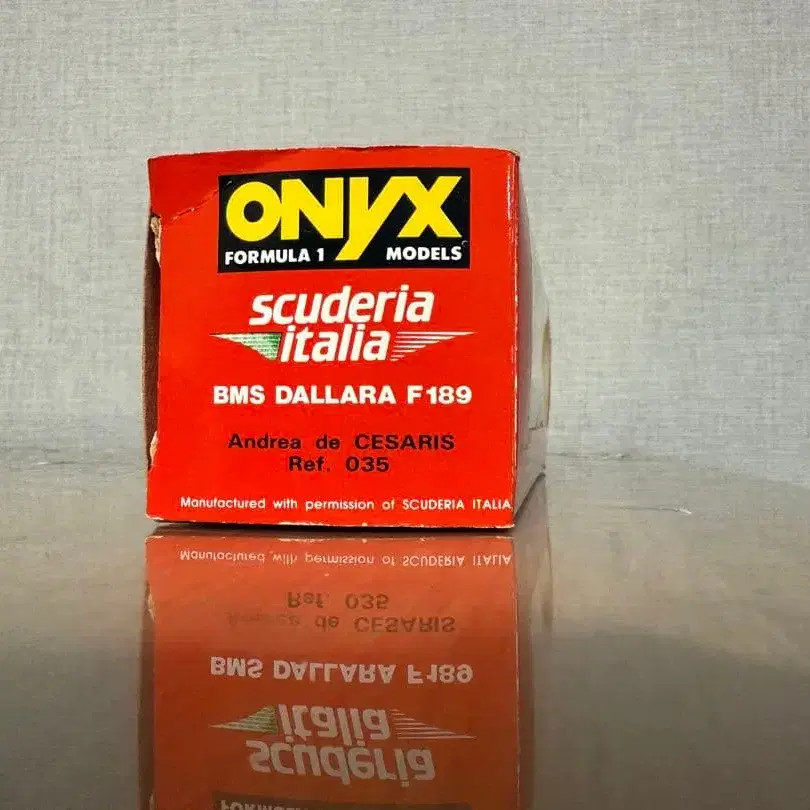 ONYX
FORMULA 1 MODELS
scuderia
italia
BMS DALLARA F189
Andrea de CESARIS
Ref. 035
Manufactured with permission of SCUDERIA ITALIA